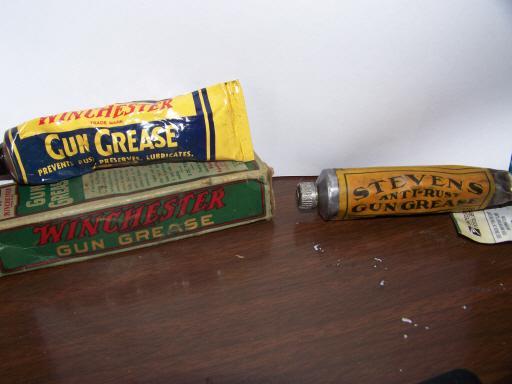 WINCHESTER
TRADE MARK
GUN GREASE
PREVENTS RUST, PRESERVES, LUBRICATES.
GUN
GREASE
WINCHESTER
WINCHESTER
GUN GREASE
STEVENS
ANTI-RUST
GUN GREASE